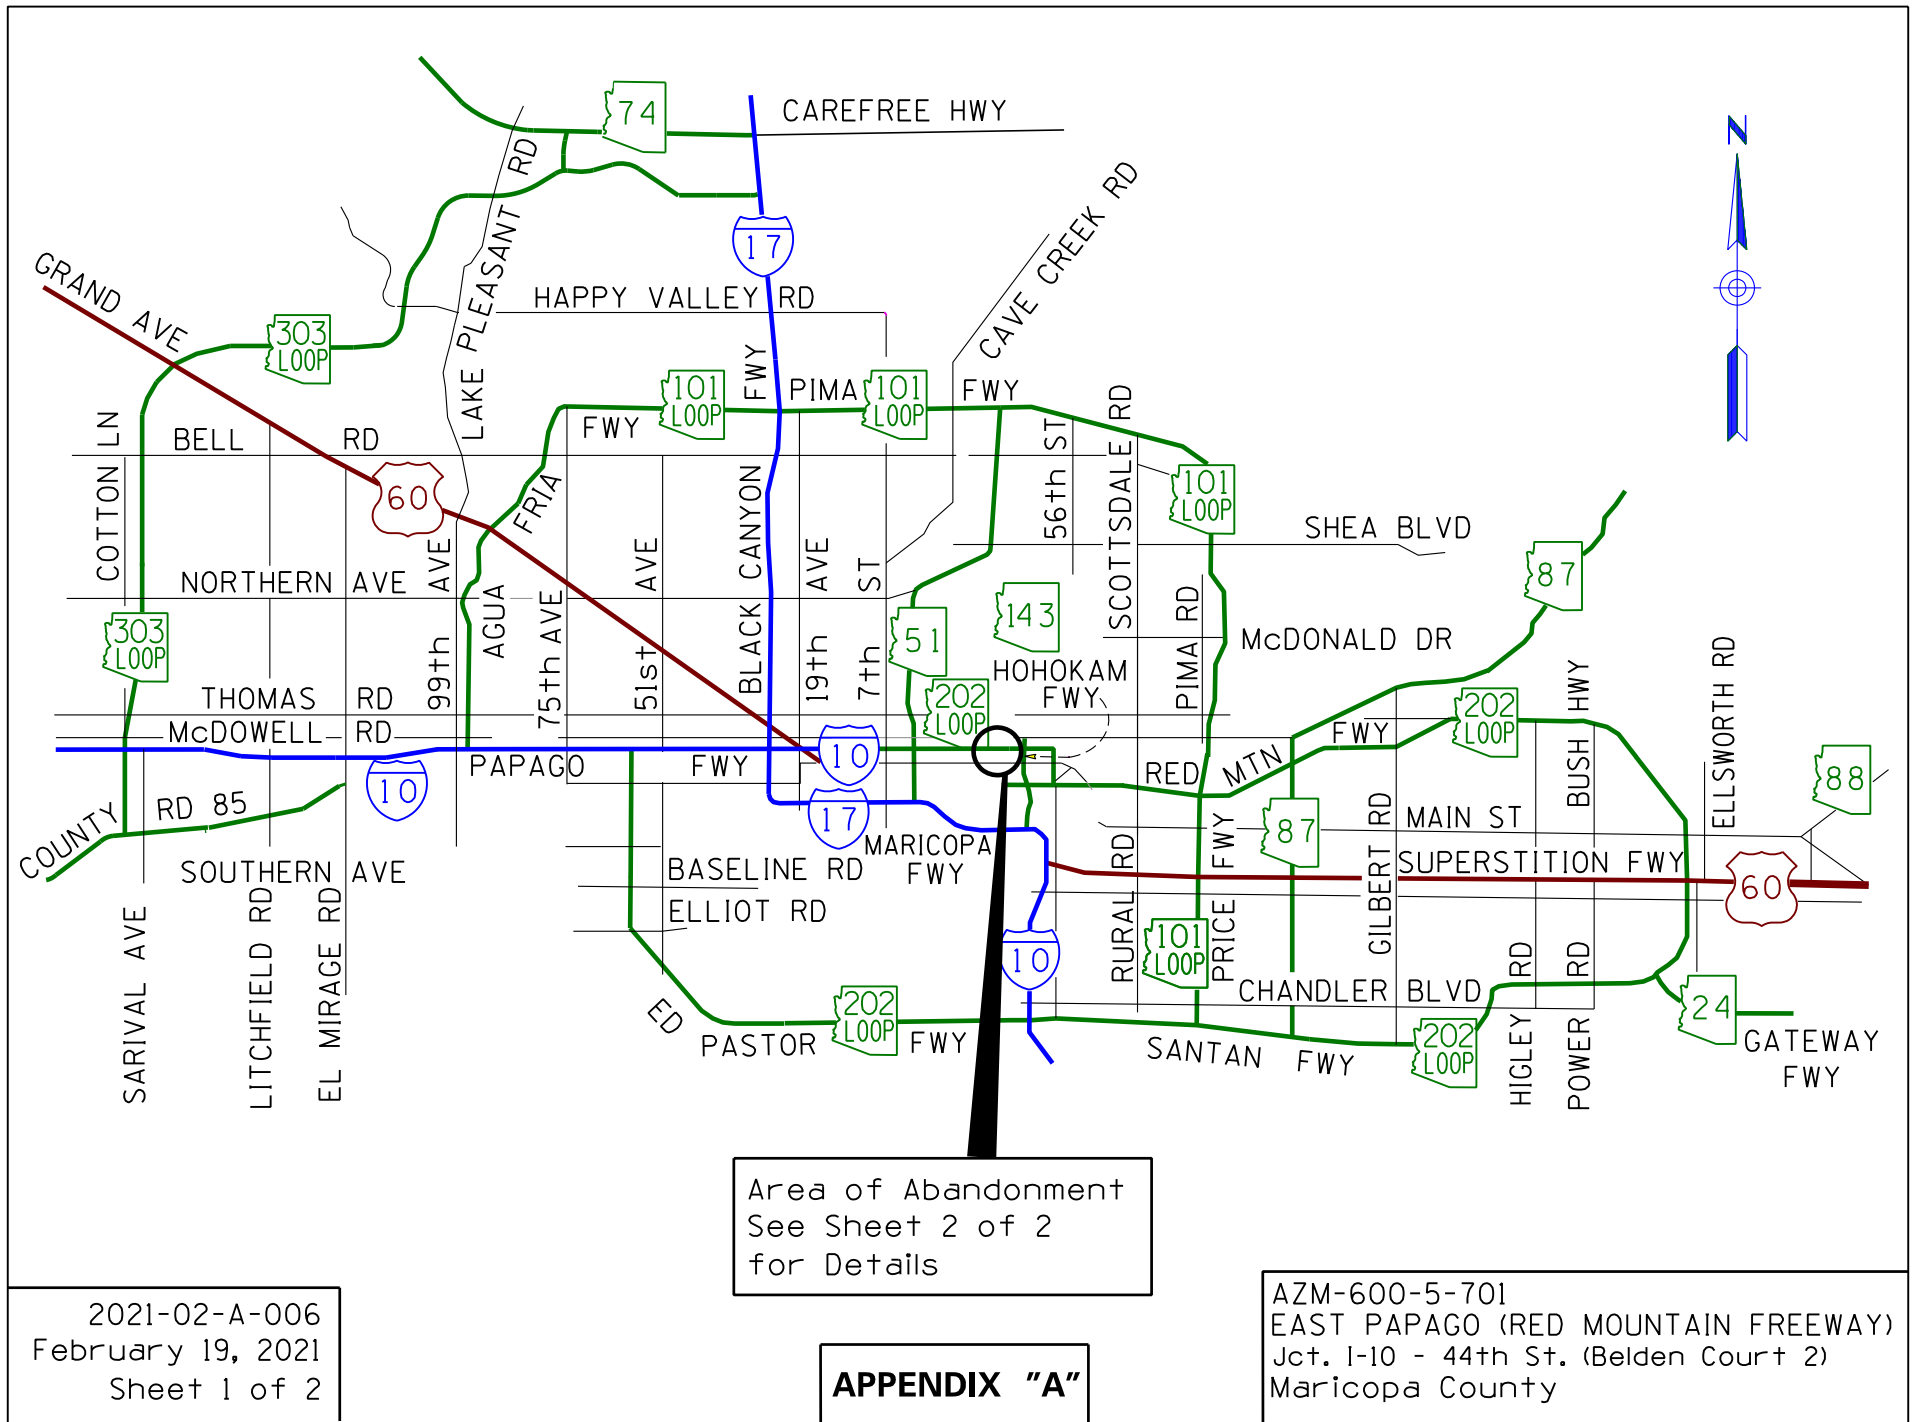 74
CAREFREE HWY
N
LAKE PLEASANT RD
17
CAVE CREEK RD
GRAND AVE
HAPPY VALLEY RD
303
LOOP
FWY
101
LOOP
PIMA
101
LOOP
FWY
FWY
COTTON LN
BELL RD
60
FRIA
BLACK CANYON
56th ST
SCOTTSDALE RD
101
LOOP
SHEA BLVD
NORTHERN AVE
99th AVE
AGUA
75th AVE
51st AVE
19th AVE
7th ST
87
143
51
303
LOOP
McDONALD DR
PIMA RD
HOHOKAM
FWY
202
LOOP
THOMAS RD
McDOWELL RD
202
LOOP
BUSH HWY
ELLSWORTH RD
FWY
10
PAPAGO FWY
RED MTN
88
10
COUNTY RD 85
17
87
MAIN ST
MARICOPA
FWY
SOUTHERN AVE
BASELINE RD
ELLIOT RD
SUPERSTITION FWY
60
GILBERT RD
RURAL RD
PRICE FWY
101
LOOP
10
SARIVAL AVE
LITCHFIELD RD
EL MIRAGE RD
CHANDLER BLVD
HIGLEY RD
POWER RD
24
GATEWAY
FWY
ED PASTOR
202
LOOP
FWY
SANTAN FWY
202
LOOP
Area of Abandonment
See Sheet 2 of 2
for Details
2021-02-A-006
February 19, 2021
Sheet 1 of 2
APPENDIX "A"
AZM-600-5-701
EAST PAPAGO (RED MOUNTAIN FREEWAY)
Jct. I-10 - 44th St. (Belden Court 2)
Maricopa County